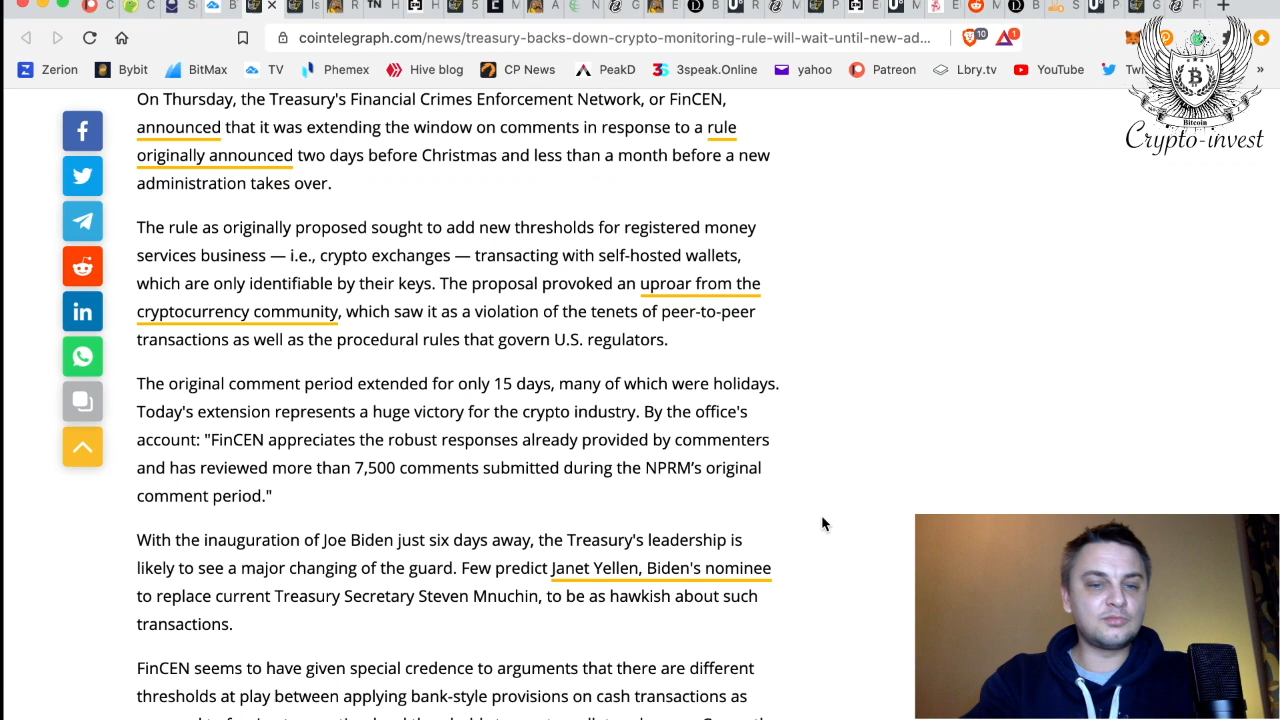 cointelegraph.com/news/treasury-backs-down-crypto-monitoring-rule-will-wait-until-new-ad...
10
1
Zerion
Bybit
BitMax
TV
Phemex
Hive blog
CP News
PeakD
3speak.Online
yahoo
Patreon
Lbry.tv
YouTube
»
Bitcoin
Crypto-invest
On Thursday, the Treasury's Financial Crimes Enforcement Network, or FinCEN,
announced that it was extending the window on comments in response to a rule
originally announced two days before Christmas and less than a month before a new
administration takes over.
The rule as originally proposed sought to add new thresholds for registered money
services business — i.e., crypto exchanges — transacting with self-hosted wallets,
which are only identifiable by their keys. The proposal provoked an uproar from the
cryptocurrency community, which saw it as a violation of the tenets of peer-to-peer
transactions as well as the procedural rules that govern U.S. regulators.
The original comment period extended for only 15 days, many of which were holidays.
Today's extension represents a huge victory for the crypto industry. By the office's
account: "FinCEN appreciates the robust responses already provided by commenters
and has reviewed more than 7,500 comments submitted during the NPRM’s original
comment period."
With the inauguration of Joe Biden just six days away, the Treasury's leadership is
likely to see a major changing of the guard. Few predict Janet Yellen, Biden's nominee
to replace current Treasury Secretary Steven Mnuchin, to be as hawkish about such
transactions.
FinCEN seems to have given special credence to arguments that there are different
thresholds at play between applying bank-style provisions on cash transactions as